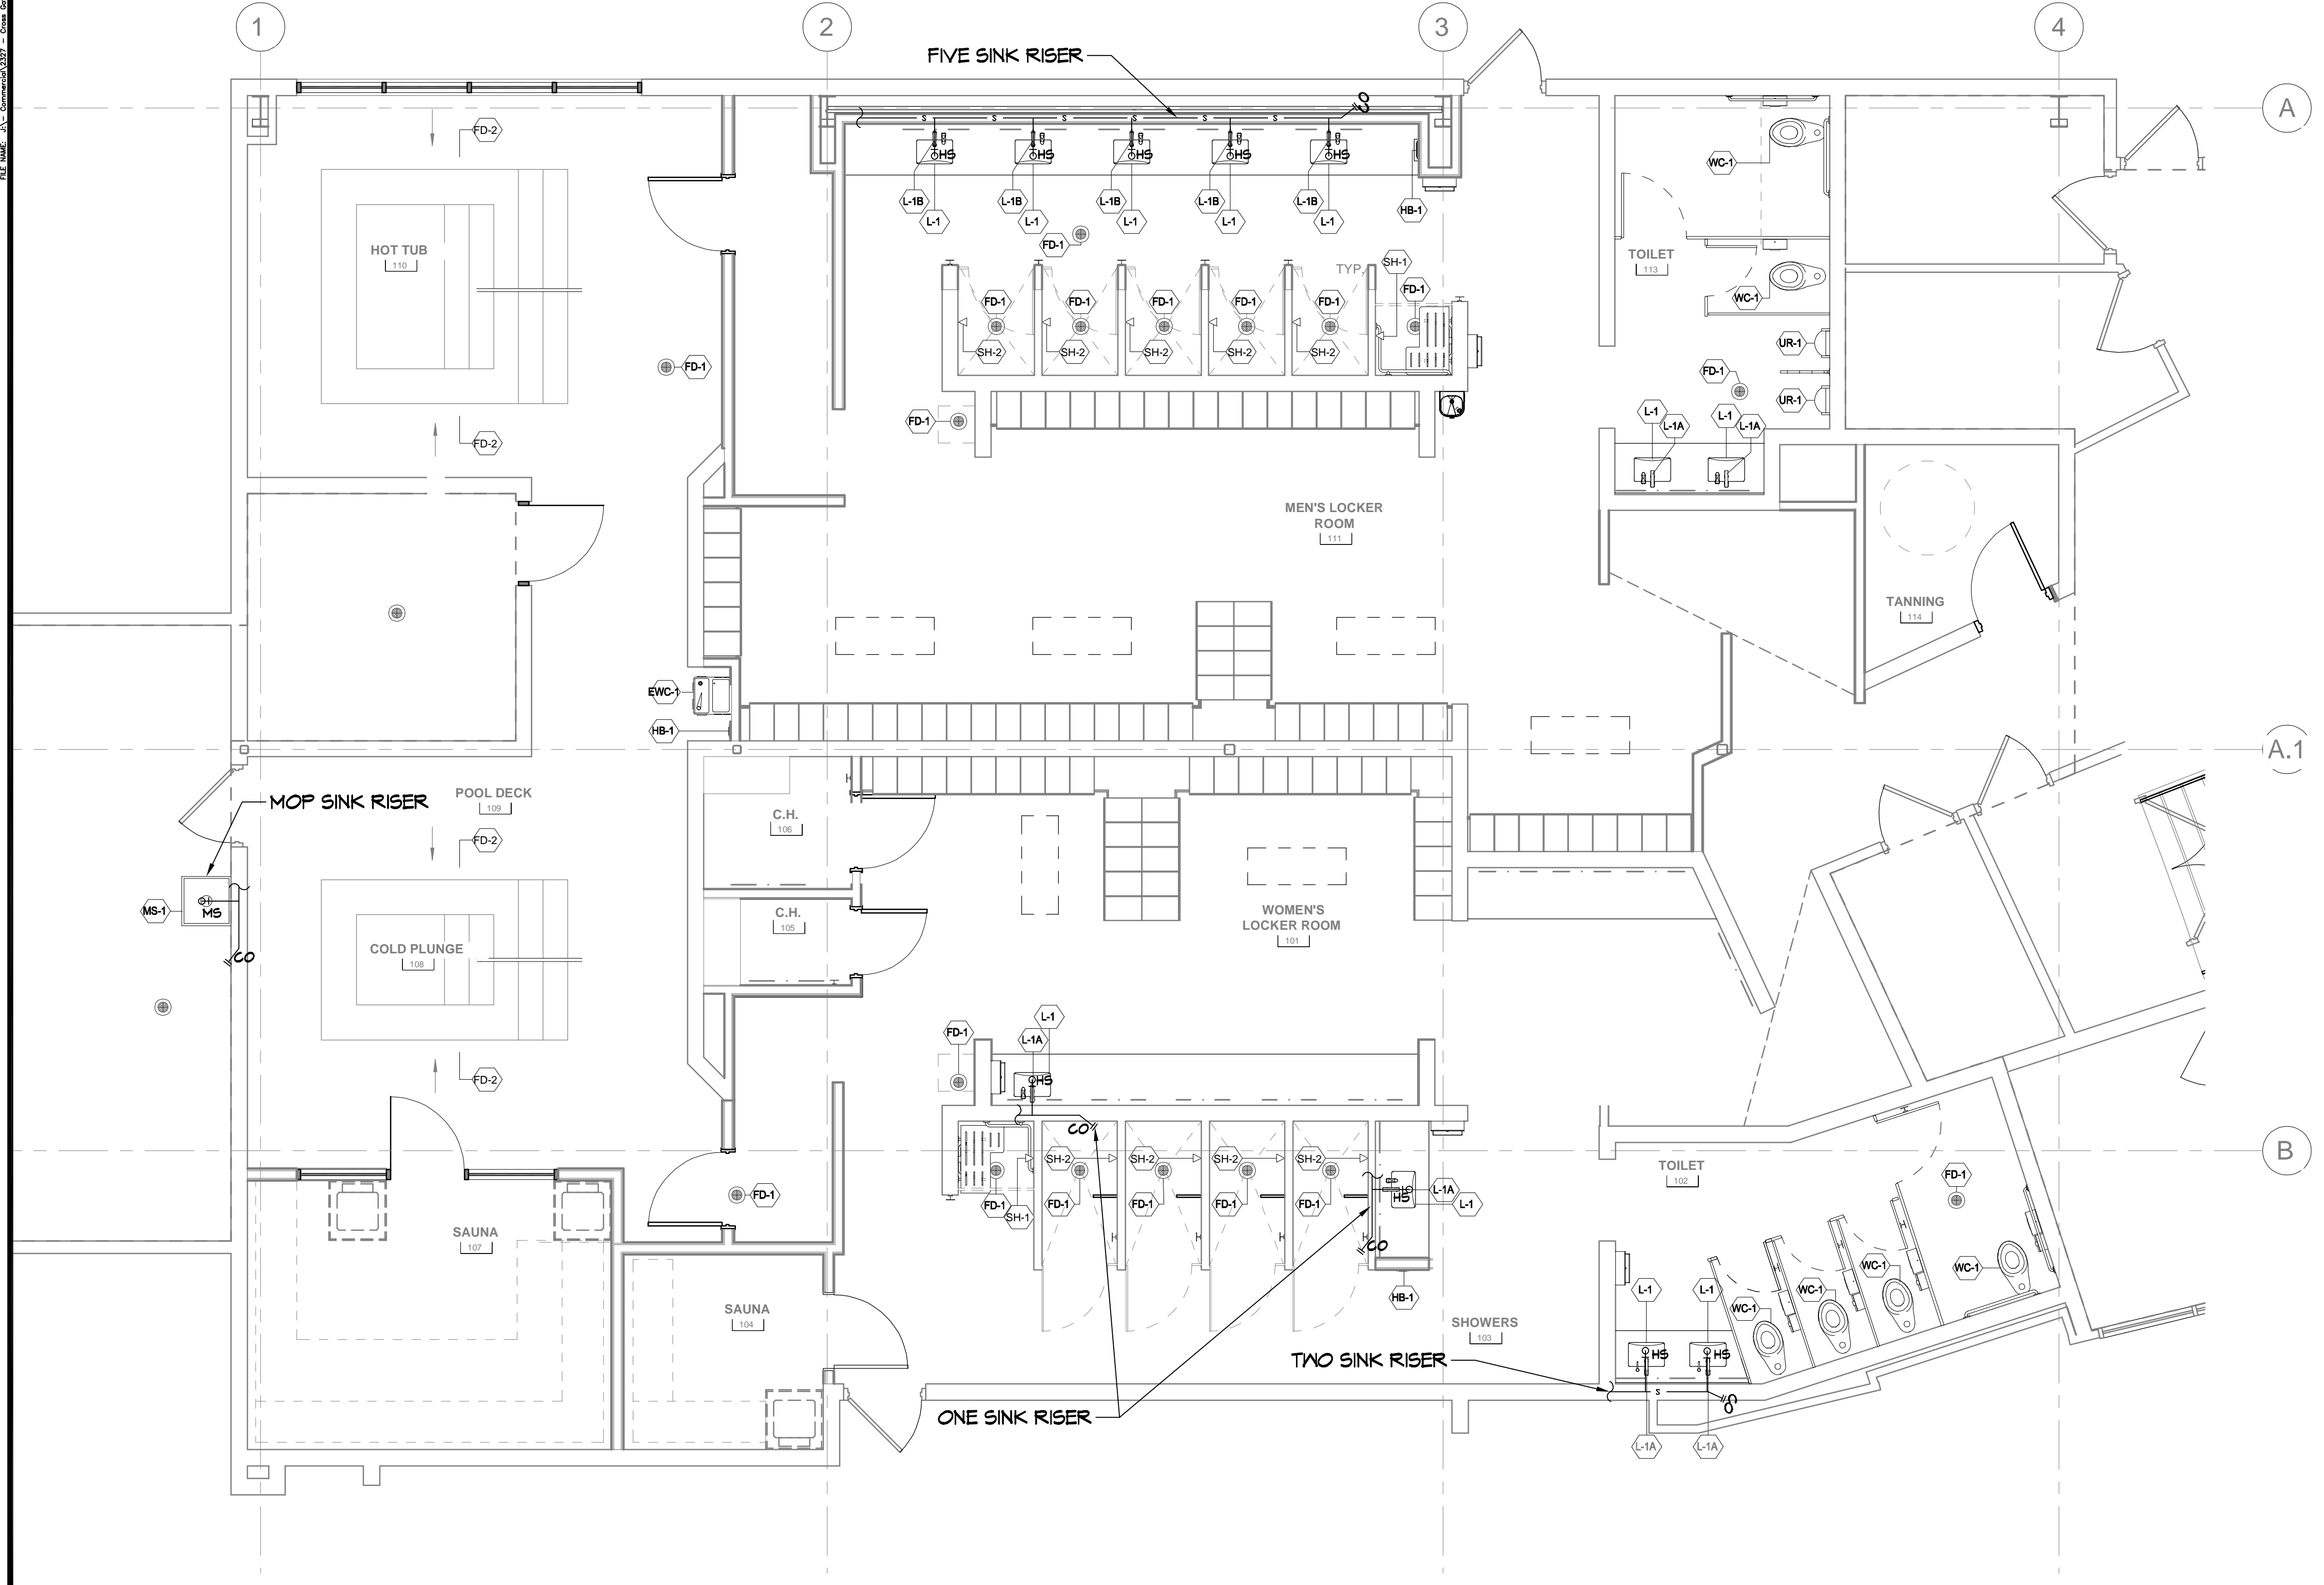 FILE NAME: J:\- Commercial\2327 - Cross Ga
1
2
3
4
FIVE SINK RISER
A
CO
S S S S S
FD-2
HS HS HS HS HS
WC-1
L-1B L-1B L-1B L-1B L-1B
HB-1
L-1 L-1 L-1 L-1 L-1
FD-1
HOT TUB
110
TOILET
113
TYP.
SH-1
FD-1
FD-1 FD-1 FD-1 FD-1 FD-1
WC-1
SH-2 SH-2 SH-2 SH-2 SH-2
UR-1
FD-1
FD-1
UR-1
L-1 L-1
FD-1
L-1A L-1A
FD-2
MEN'S LOCKER
ROOM
111
TANNING
114
EWC-1
HB-1
A.1
POOL DECK
109
MOP SINK RISER
C.H.
106
FD-2
MS-1
MS
C.H.
105
WOMEN'S
LOCKER ROOM
101
COLD PLUNGE
108
CO
L-1
FD-1
L-1A
HS
FD-2
CO
B
SH-2 SH-2 SH-2 SH-2
TOILET
102
FD-1
FD-1
HS
L-1A
L-1
FD-1
SH-1
FD-1 FD-1 FD-1 FD-1
SAUNA
107
CO
WC-1
WC-1
WC-1
WC-1
HB-1
L-1 L-1
SAUNA
104
SHOWERS
103
HS HS
TWO SINK RISER
S
CO
ONE SINK RISER
L-1A L-1A